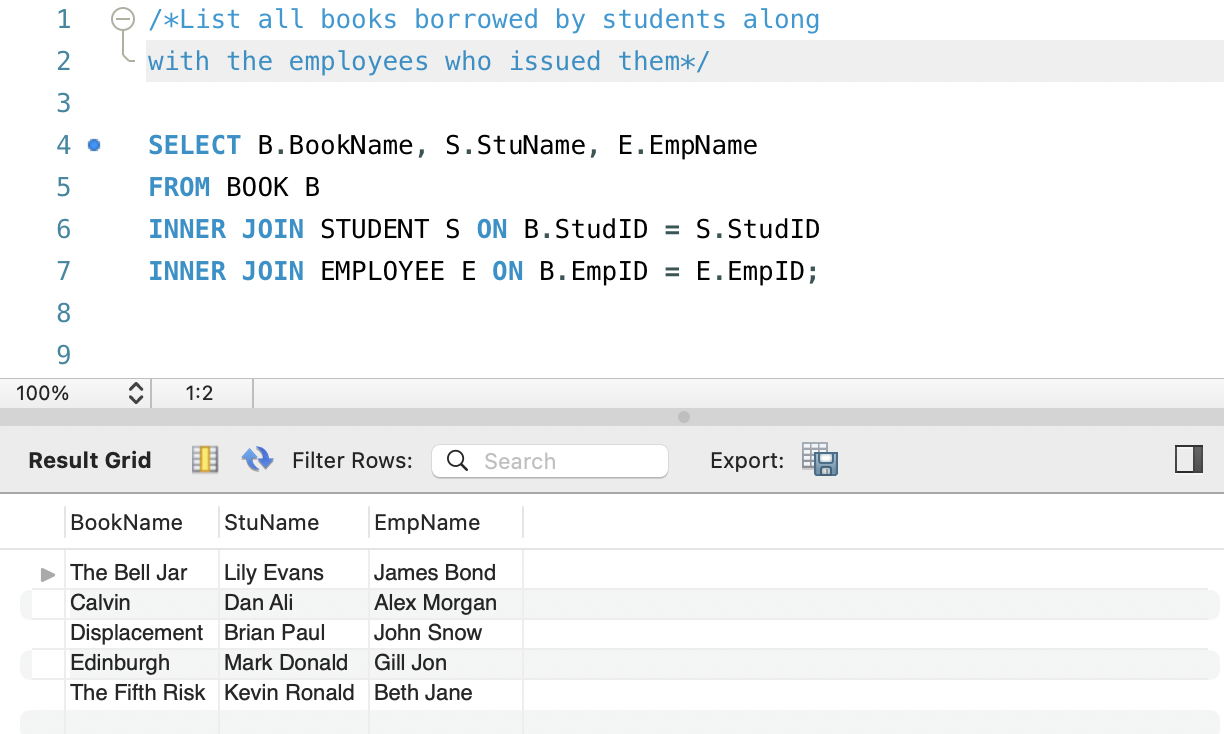 1 /*List all books borrowed by students along
2 with the employees who issued them*/
3
4 SELECT B.BookName, S.StuName, E.EmpName
5 FROM BOOK B
6 INNER JOIN STUDENT S ON B.StudID = S.StudID
7 INNER JOIN EMPLOYEE E ON B.EmpID = E.EmpID;
8
9
100% 1:2
Result Grid Filter Rows: Search Export:
BookName StuName EmpName
The Bell Jar Lily Evans James Bond
Calvin Dan Ali Alex Morgan
Displacement Brian Paul John Snow
Edinburgh Mark Donald Gill Jon
The Fifth Risk Kevin Ronald Beth Jane